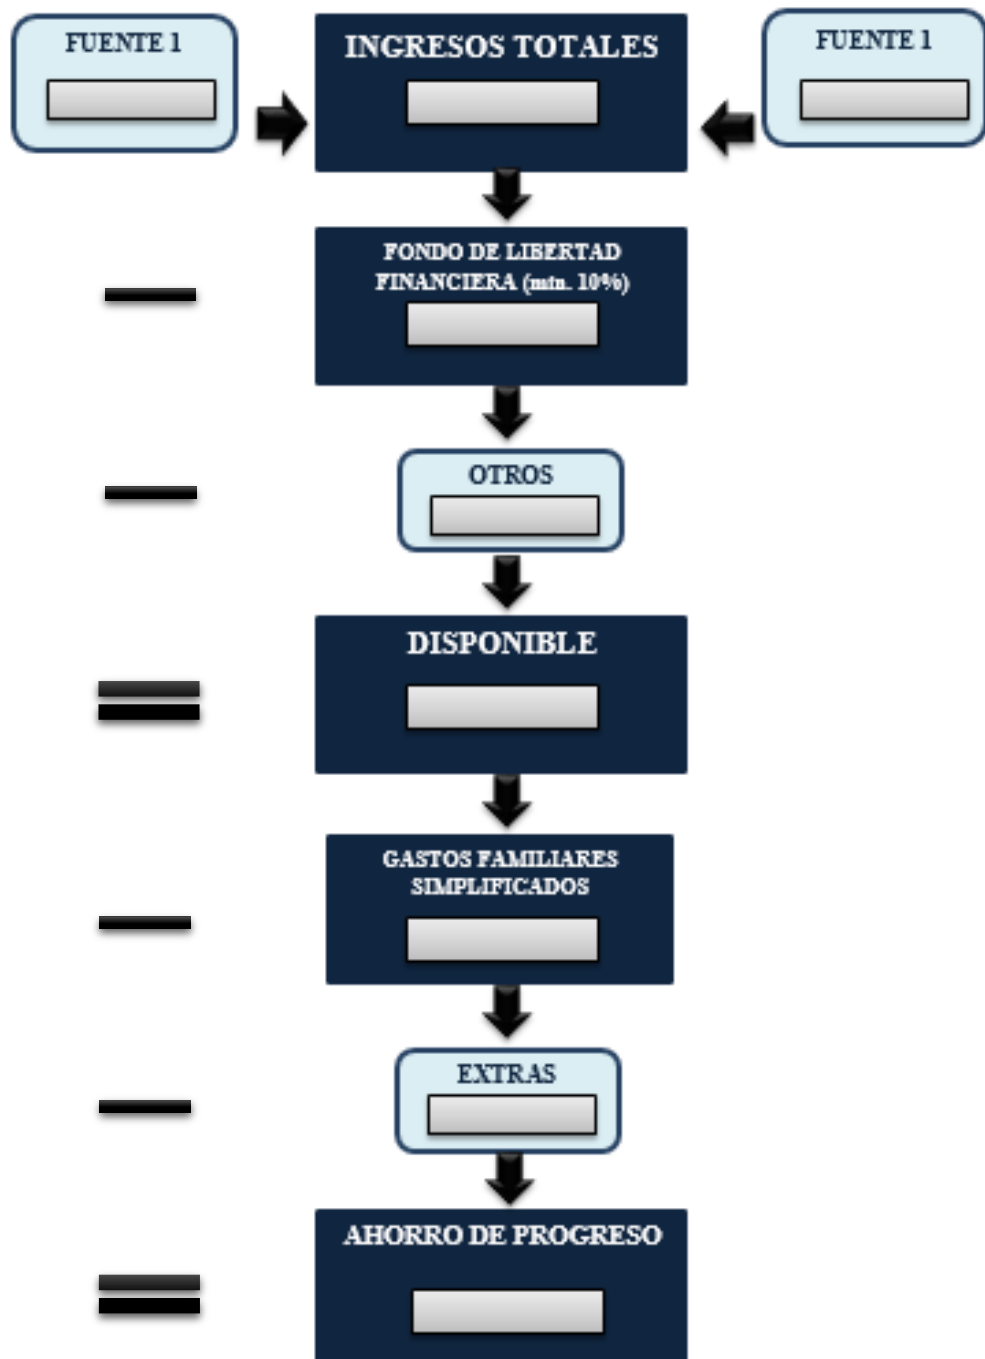 FUENTE 1
INGRESOS TOTALES
FUENTE 1
FONDO DE LIBERTAD
FINANCIERA (mín. 10%)
OTROS
DISPONIBLE
GASTOS FAMILIARES
SIMPLIFICADOS
EXTRAS
AHORRO DE PROGRESO